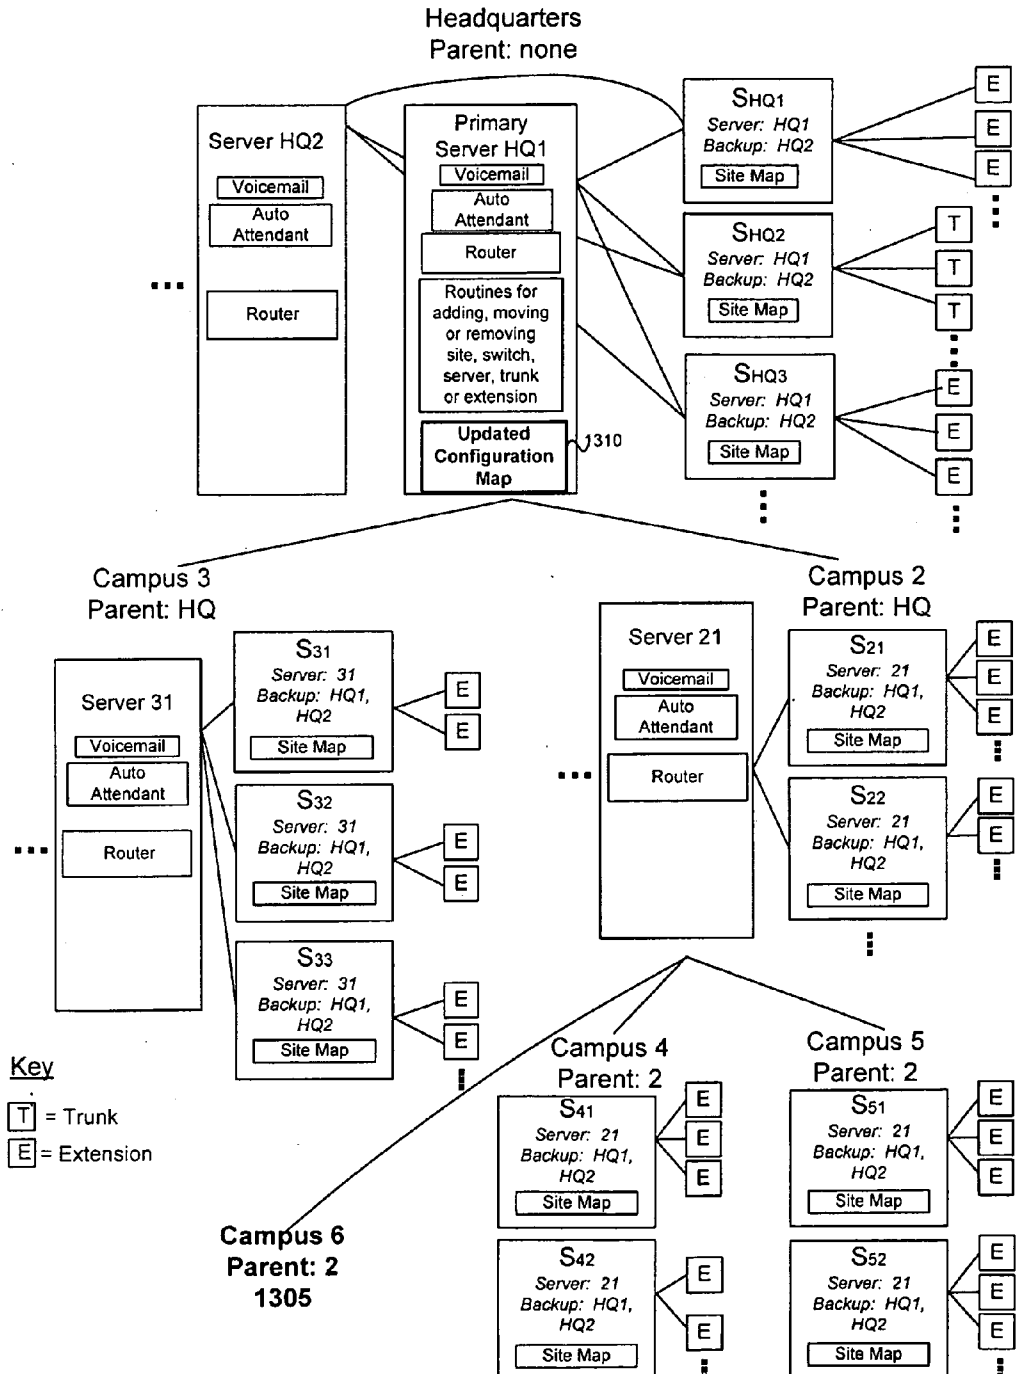 Headquarters
Parent: none
Server HQ2
Voicemail
Auto
Attendant
Router
Primary
Server HQ1
Voicemail
Auto
Attendant
Router
Routines for
adding, moving
or removing
site, switch,
server, trunk
or extension
Updated
Configuration
Map
1310
SHQ1
Server: HQ1
Backup: HQ2
Site Map
E
E
E
SHQ2
Server: HQ1
Backup: HQ2
Site Map
T
T
T
SHQ3
Server: HQ1
Backup: HQ2
Site Map
E
E
E
Campus 3
Parent: HQ
Server 31
Voicemail
Auto
Attendant
Router
S31
Server: 31
Backup: HQ1,
HQ2
Site Map
E
E
S32
Server: 31
Backup: HQ1,
HQ2
Site Map
E
E
S33
Server: 31
Backup: HQ1,
HQ2
Site Map
E
E
Campus 2
Parent: HQ
Server 21
Voicemail
Auto
Attendant
Router
S21
Server: 21
Backup: HQ1,
HQ2
Site Map
E
E
E
S22
Server: 21
Backup: HQ1,
HQ2
Site Map
E
E
Key
T = Trunk
E = Extension
Campus 6
Parent: 2
1305
Campus 4
Parent: 2
S41
Server: 21
Backup: HQ1,
HQ2
Site Map
E
E
E
S42
Server: 21
Backup: HQ1,
HQ2
Site Map
E
E
Campus 5
Parent: 2
S51
Server: 21
Backup: HQ1,
HQ2
Site Map
E
E
E
S52
Server: 21
Backup: HQ1,
HQ2
Site Map
E
E
E